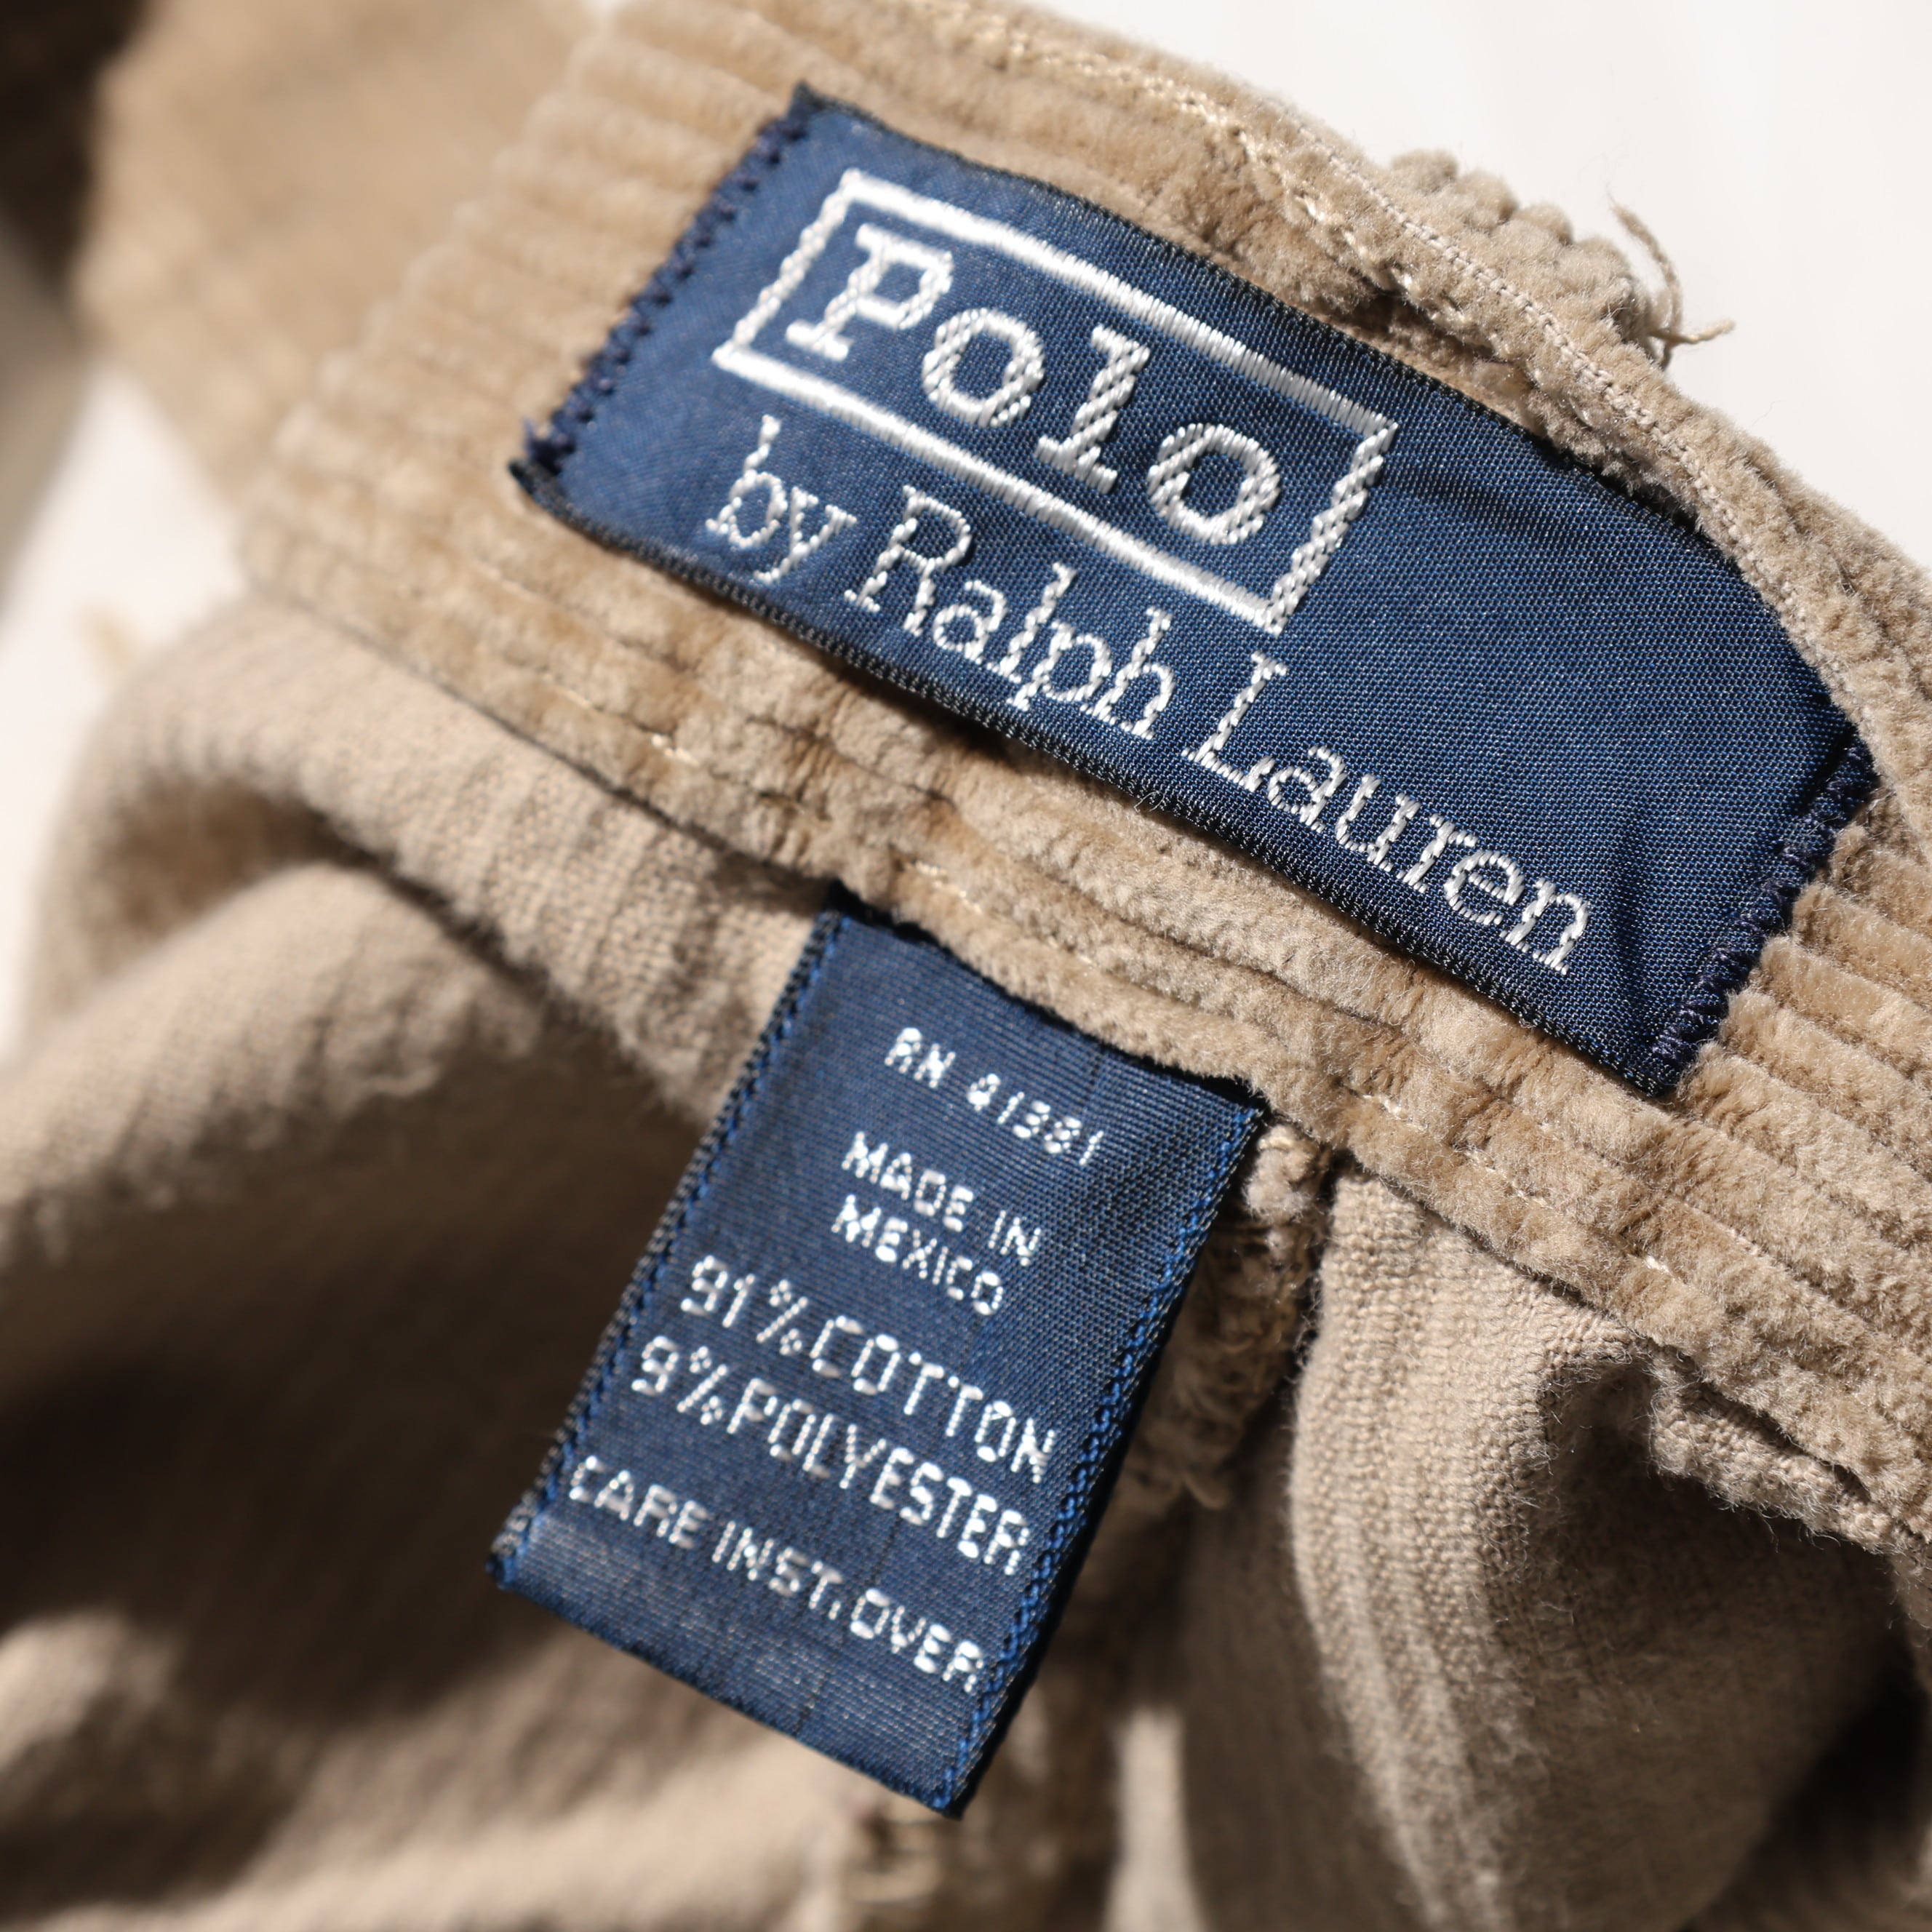 Polo
by Ralph Lauren
RN 41381
MADE IN
MEXICO
91%COTTON
9%POLYESTER
CARE INST. OVER